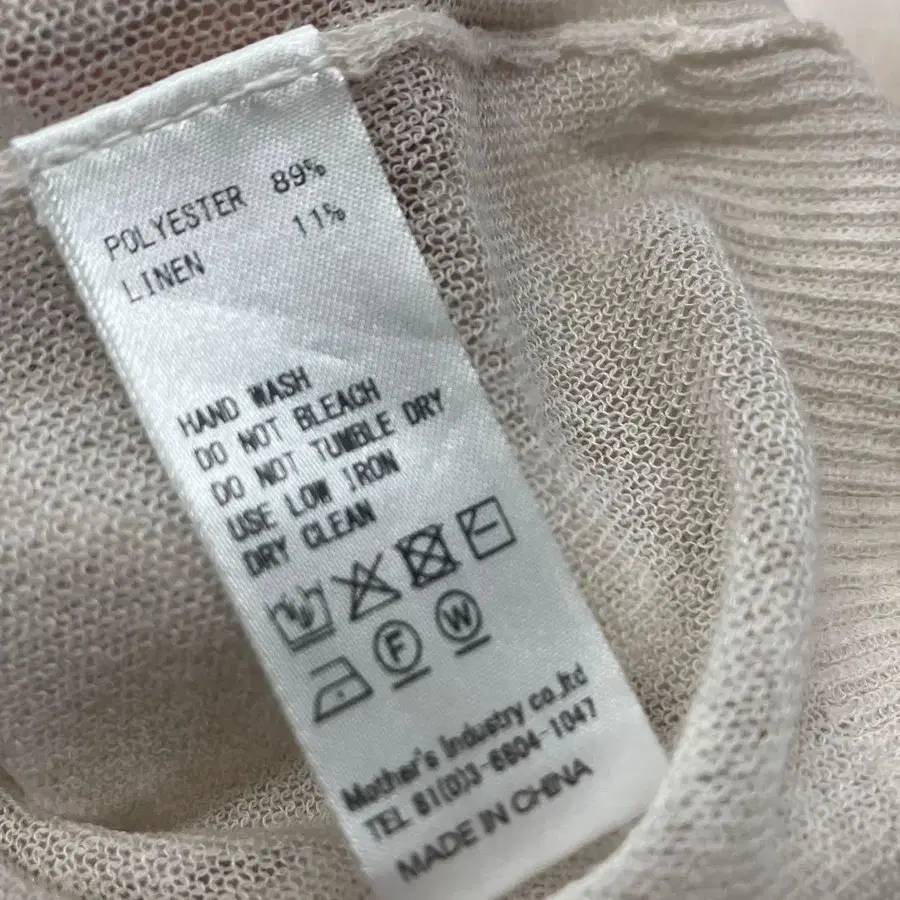 POLYESTER 89%
LINEN 11%
HAND WASH
DO NOT BLEACH
DO NOT TUMBLE DRY
USE LOW IRON
DRY CLEAN
F W
Mother's Industry co.,ltd
TEL 81(0)3-6804-1047
MADE IN CHINA